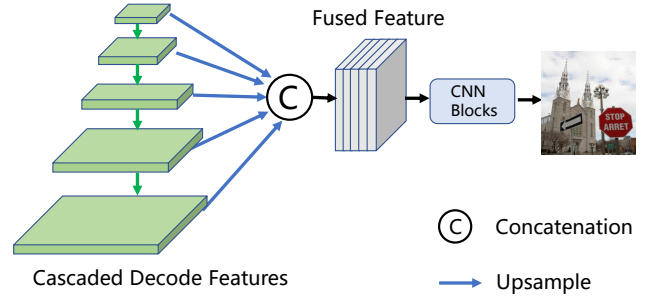 Fused Feature
C
CNN
Blocks
STOP
ARRET
C Concatenation
Cascaded Decode Features
Upsample